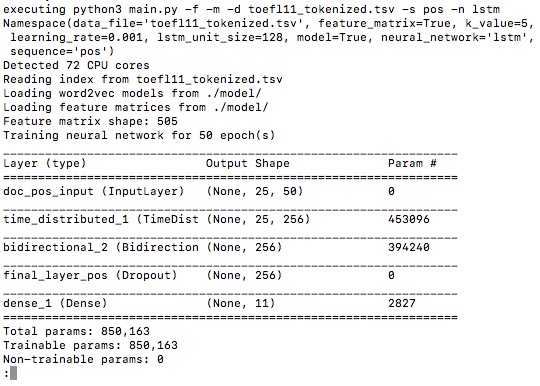 executing python3 main.py -f -m -d toefl11_tokenized.tsv -s pos -n lstm
Namespace(data_file='toefl11_tokenized.tsv', feature_matrix=True, k_value=5,
 learning_rate=0.001, lstm_unit_size=128, model=True, neural_network='lstm',
 sequence='pos')
Detected 72 CPU cores
Reading index from toefl11_tokenized.tsv
Loading word2vec models from ./model/
Loading feature matrices from ./model/
Feature matrix shape: 505
Training neural network for 50 epoch(s)
_________________________________________________________________
Layer (type)                 Output Shape              Param #
=================================================================
doc_pos_input (InputLayer)   (None, 25, 50)            0
_________________________________________________________________
time_distributed_1 (TimeDist (None, 25, 256)           453096
_________________________________________________________________
bidirectional_2 (Bidirection (None, 256)               394240
_________________________________________________________________
final_layer_pos (Dropout)    (None, 256)               0
_________________________________________________________________
dense_1 (Dense)              (None, 11)                2827
=================================================================
Total params: 850,163
Trainable params: 850,163
Non-trainable params: 0
: